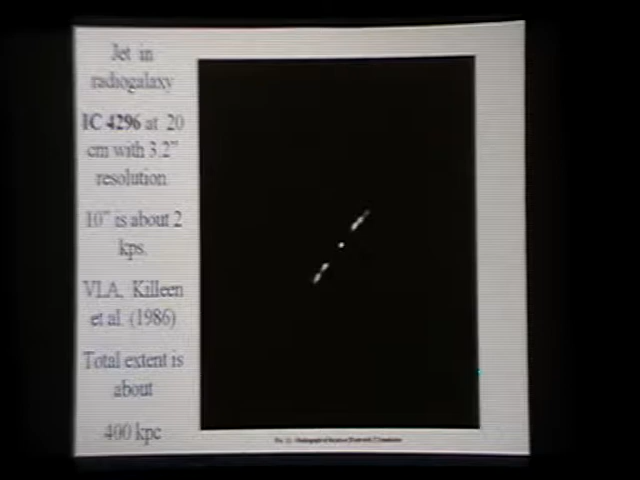 Jet in
radiogalaxy
IC 4296 at 20
cm with 3.2"
resolution.
10" is about 2
kps.
VLA, Killeen
et al. (1986)
Total extent is
about
400 kpc